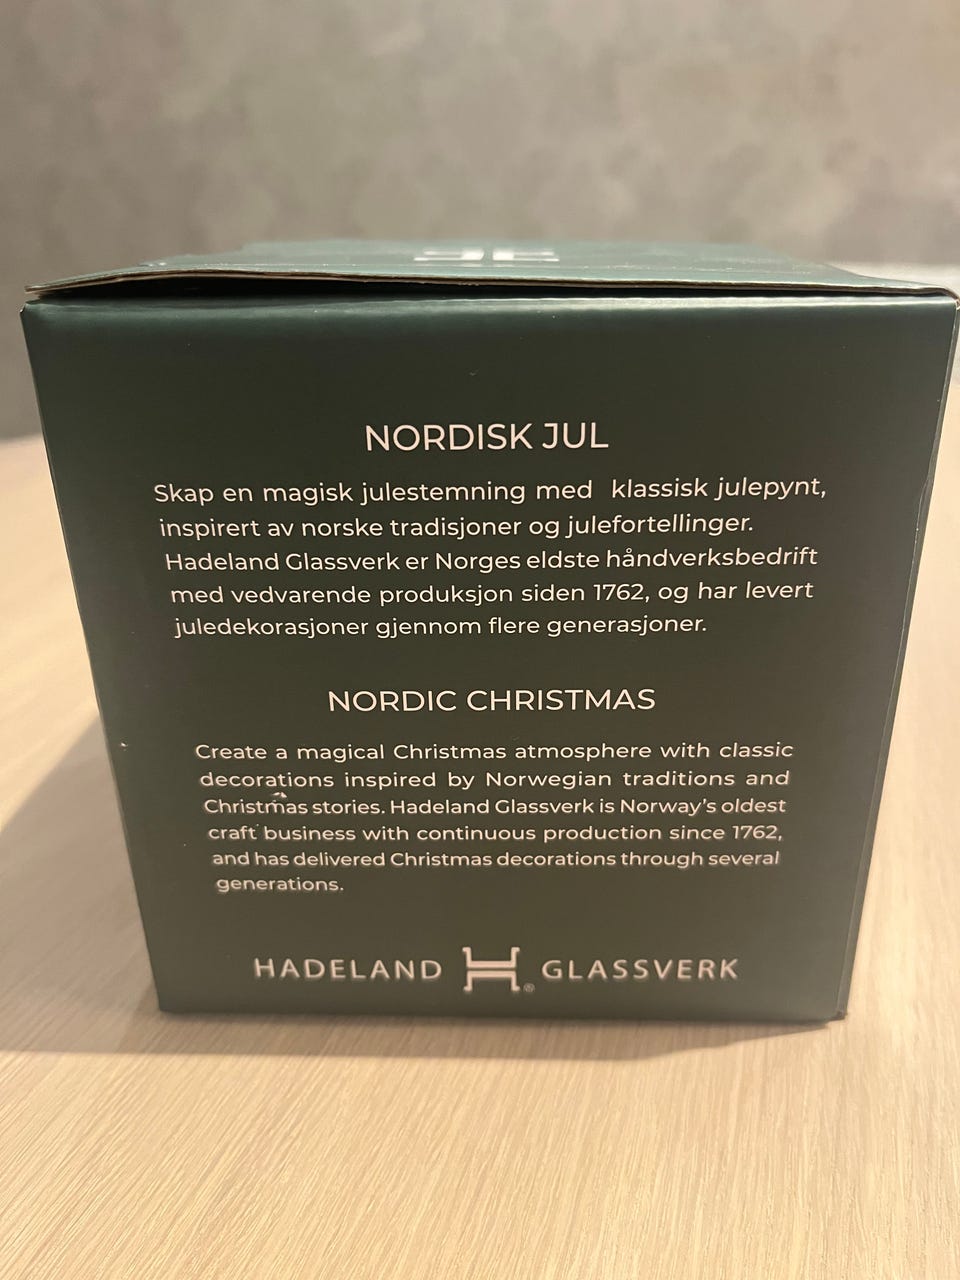 NORDISK JUL
Skap en magisk julestemning med klassisk julepynt,
inspirert av norske tradisjoner og julefortellinger.
Hadeland Glassverk er Norges eldste håndverksbedrift
med vedvarende produksjon siden 1762, og har levert
juledekorasjoner gjennom flere generasjoner.
NORDIC CHRISTMAS
Create a magical Christmas atmosphere with classic
decorations inspired by Norwegian traditions and
Christmas stories. Hadeland Glassverk is Norway's oldest
craft business with continuous production since 1762,
and has delivered Christmas decorations through several
generations.
HADELAND H® GLASSVERK